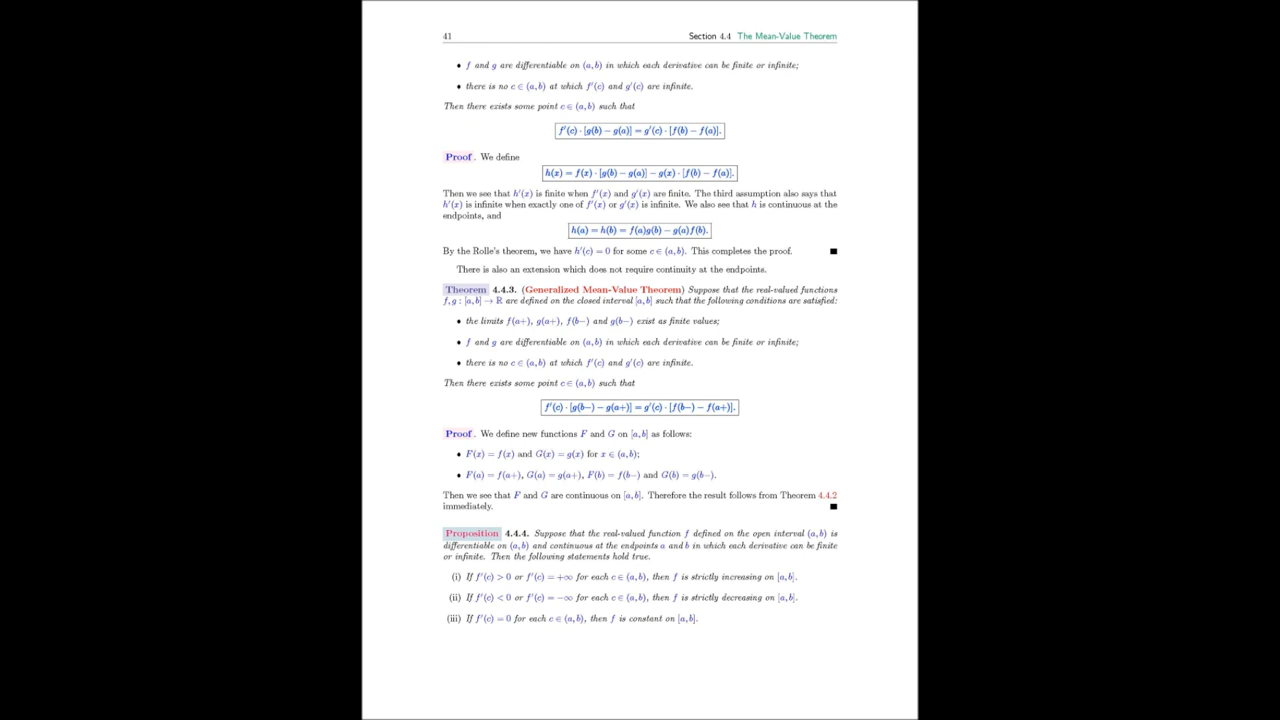 41 Section 4.4 The Mean-Value Theorem
• f and g are differentiable on (a, b) in which each derivative can be finite or infinite;
• there is no c ∈ (a, b) at which f′(c) and g′(c) are infinite.
Then there exists some point c ∈ (a, b) such that
f′(c) · [g(b) − g(a)] = g′(c) · [f(b) − f(a)].
Proof. We define
h(x) = f(x) · [g(b) − g(a)] − g(x) · [f(b) − f(a)].
Then we see that h′(x) is finite when f′(x) and g′(x) are finite. The third assumption also says that
h′(x) is infinite when exactly one of f′(x) or g′(x) is infinite. We also see that h is continuous at the
endpoints, and
h(a) = h(b) = f(a)g(b) − g(a)f(b).
By the Rolle's theorem, we have h′(c) = 0 for some c ∈ (a, b). This completes the proof. ■
There is also an extension which does not require continuity at the endpoints.
Theorem 4.4.3. (Generalized Mean-Value Theorem) Suppose that the real-valued functions
f, g : [a, b] → ℝ are defined on the closed interval [a, b] such that the following conditions are satisfied:
• the limits f(a+), g(a+), f(b−) and g(b−) exist as finite values;
• f and g are differentiable on (a, b) in which each derivative can be finite or infinite;
• there is no c ∈ (a, b) at which f′(c) and g′(c) are infinite.
Then there exists some point c ∈ (a, b) such that
f′(c) · [g(b−) − g(a+)] = g′(c) · [f(b−) − f(a+)].
Proof. We define new functions F and G on [a, b] as follows:
• F(x) = f(x) and G(x) = g(x) for x ∈ (a, b);
• F(a) = f(a+), G(a) = g(a+), F(b) = f(b−) and G(b) = g(b−).
Then we see that F and G are continuous on [a, b]. Therefore the result follows from Theorem 4.4.2
immediately. ■
Proposition 4.4.4. Suppose that the real-valued function f defined on the open interval (a, b) is
differentiable on (a, b) and continuous at the endpoints a and b in which each derivative can be finite
or infinite. Then the following statements hold true.
(i) If f′(c) > 0 or f′(c) = +∞ for each c ∈ (a, b), then f is strictly increasing on [a, b].
(ii) If f′(c) < 0 or f′(c) = −∞ for each c ∈ (a, b), then f is strictly decreasing on [a, b].
(iii) If f′(c) = 0 for each c ∈ (a, b), then f is constant on [a, b].